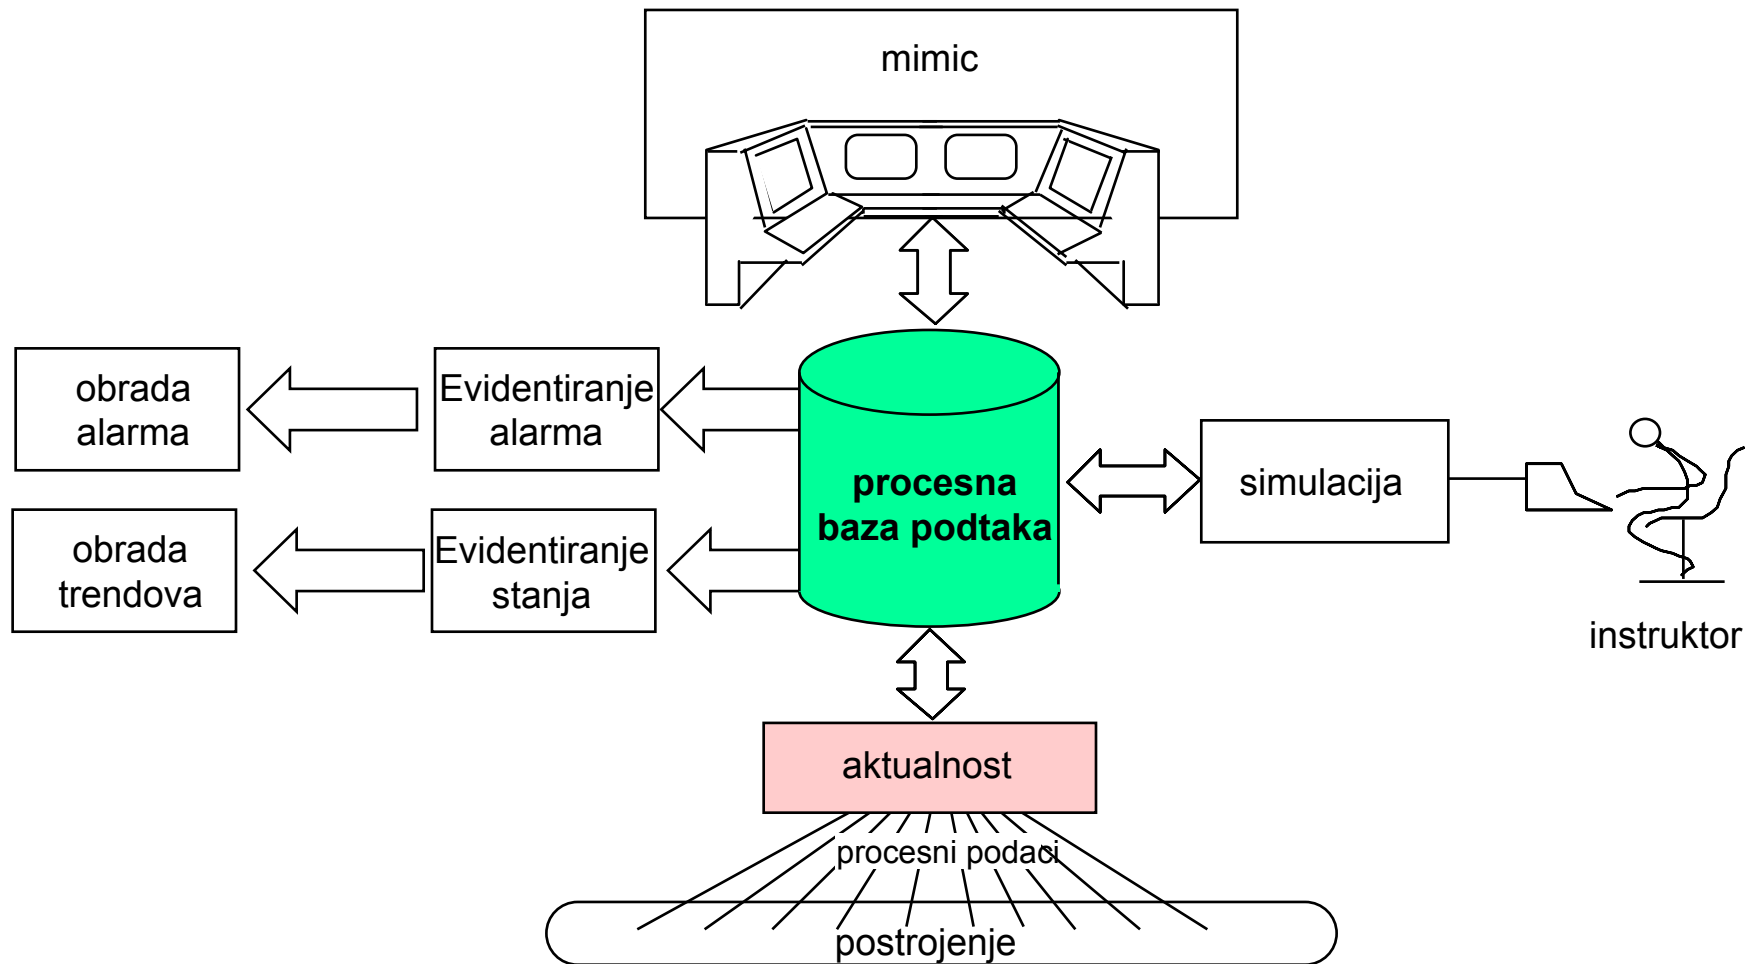 mimic
obrada
alarma
Evidentiranje
alarma
procesna
baza podtaka
simulacija
obrada
trendova
Evidentiranje
stanja
instruktor
aktualnost
procesni podaci
postrojenje